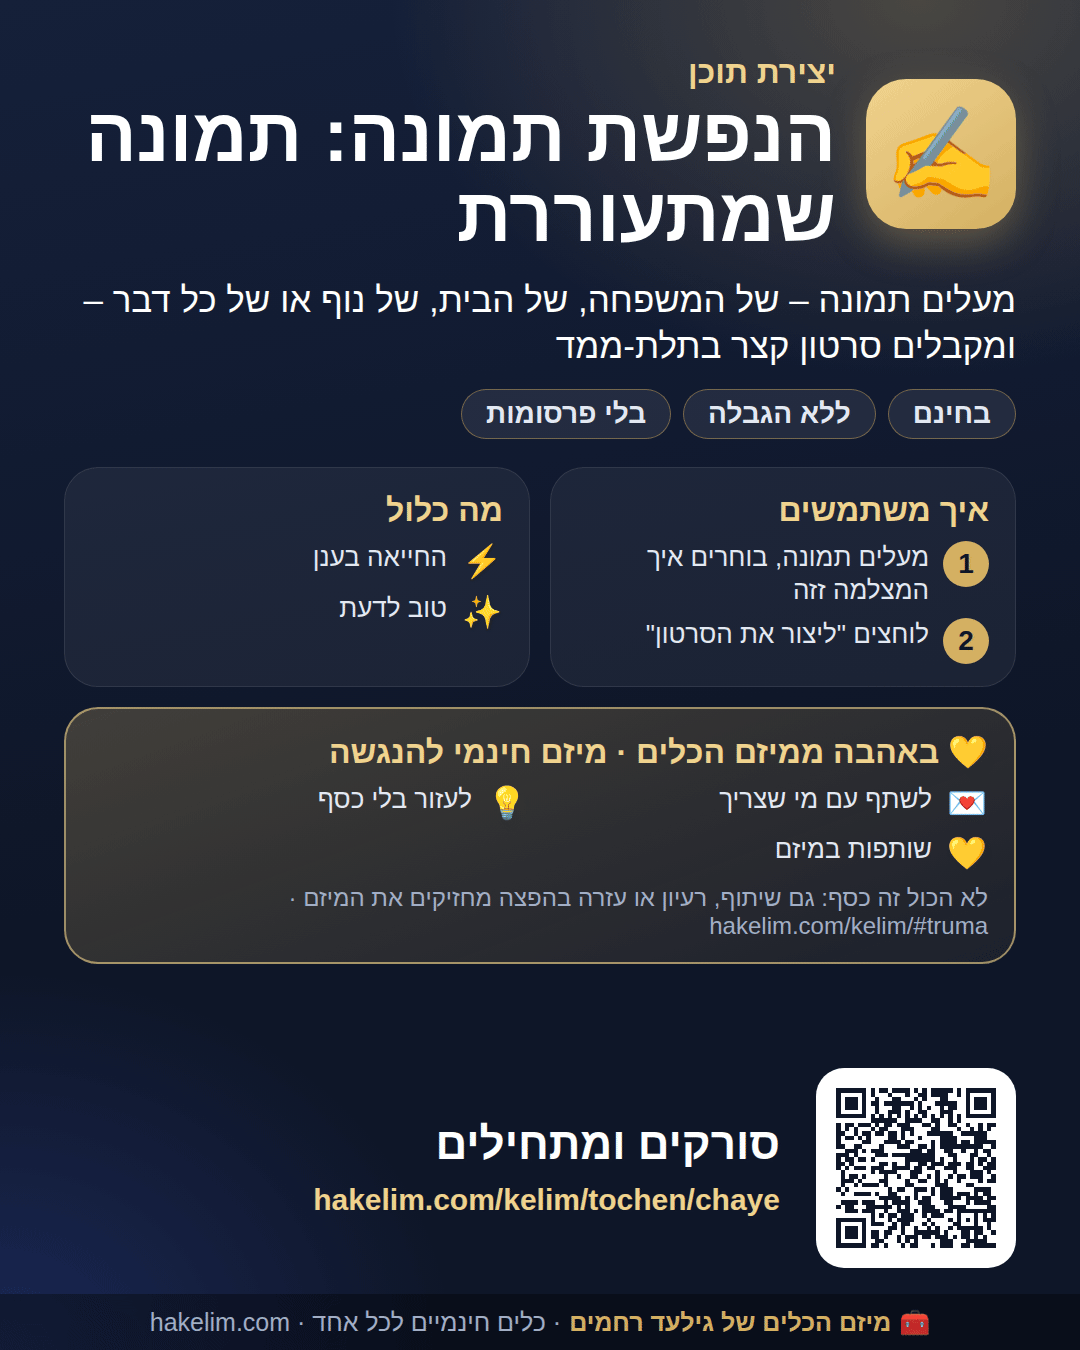 יצירת תוכן
הנפשת תמונה: תמונה
שמתעוררת
מעלים תמונה – של המשפחה, של הבית, של נוף או של כל דבר –
ומקבלים סרטון קצר בתלת-ממד
בחינם
ללא הגבלה
בלי פרסומות
איך משתמשים
1 מעלים תמונה, בוחרים איך
המצלמה זזה
2 לוחצים "ליצור את הסרטון"
מה כלול
⚡ החייאה בענן
✨ טוב לדעת
💛 באהבה ממיזם הכלים · מיזם חינמי להנגשה
💌 לשתף עם מי שצריך
💡 לעזור בלי כסף
💛 שותפות במיזם
לא הכול זה כסף: גם שיתוף, רעיון או עזרה בהפצה מחזיקים את המיזם ·
hakelim.com/kelim/#truma
סורקים ומתחילים
hakelim.com/kelim/tochen/chaye
🧰 מיזם הכלים של גילעד רחמים · כלים חינמיים לכל אחד · hakelim.com